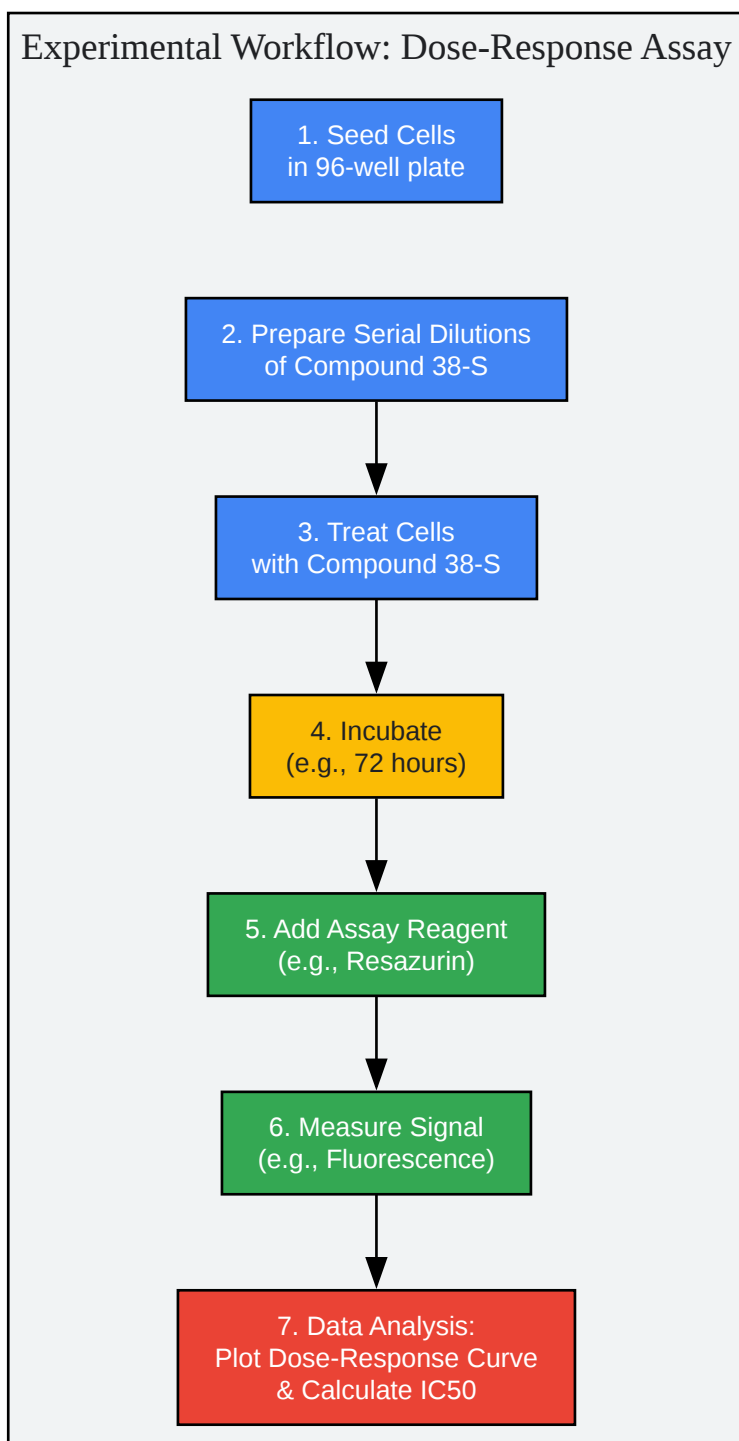 Experimental Workflow: Dose-Response Assay
1. Seed Cells
in 96-well plate
2. Prepare Serial Dilutions
of Compound 38-S
3. Treat Cells
with Compound 38-S
4. Incubate
(e.g., 72 hours)
5. Add Assay Reagent
(e.g., Resazurin)
6. Measure Signal
(e.g., Fluorescence)
7. Data Analysis:
Plot Dose-Response Curve
& Calculate IC50